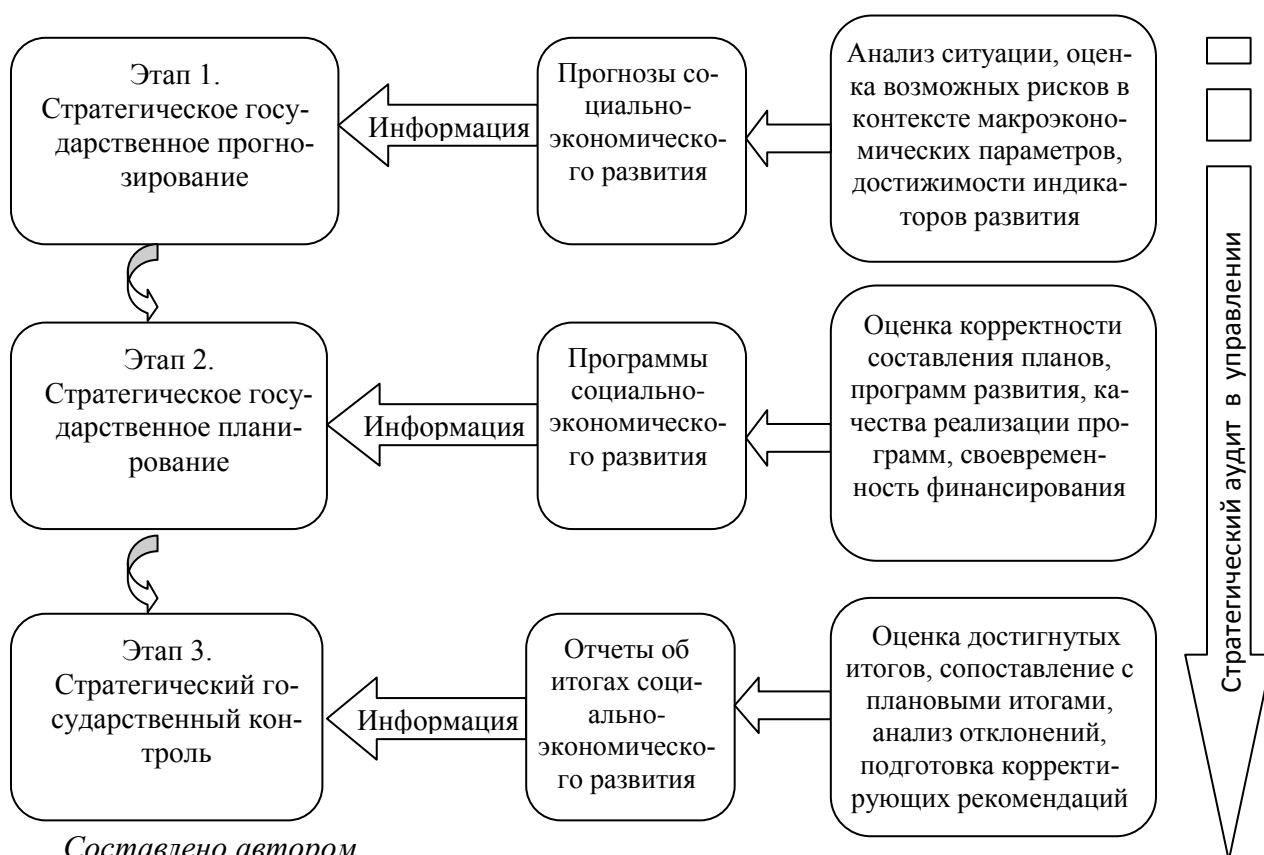 Этап 1.
Стратегическое госу-
дарственное прогно-
зирование
Информация
Прогнозы со-
циально-
экономическо-
го развития
Анализ ситуации, оцен-
ка возможных рисков в
контексте макроэконо-
мических параметров,
достижимости индика-
торов развития
Этап 2.
Стратегическое госу-
дарственное плани-
рование
Информация
Программы
социально-
экономическо-
го развития
Оценка корректности
составления планов,
программ развития, ка-
чества реализации про-
грамм, своевремен-
ность финансирования
Этап 3.
Стратегический го-
сударственный кон-
троль
Информация
Отчеты об
итогах соци-
ально-
экономическо-
го развития
Оценка достигнутых
итогов, сопоставление с
плановыми итогами,
анализ отклонений,
подготовка корректи-
рующих рекомендаций
Стратегический аудит в управлении
Составлено автором